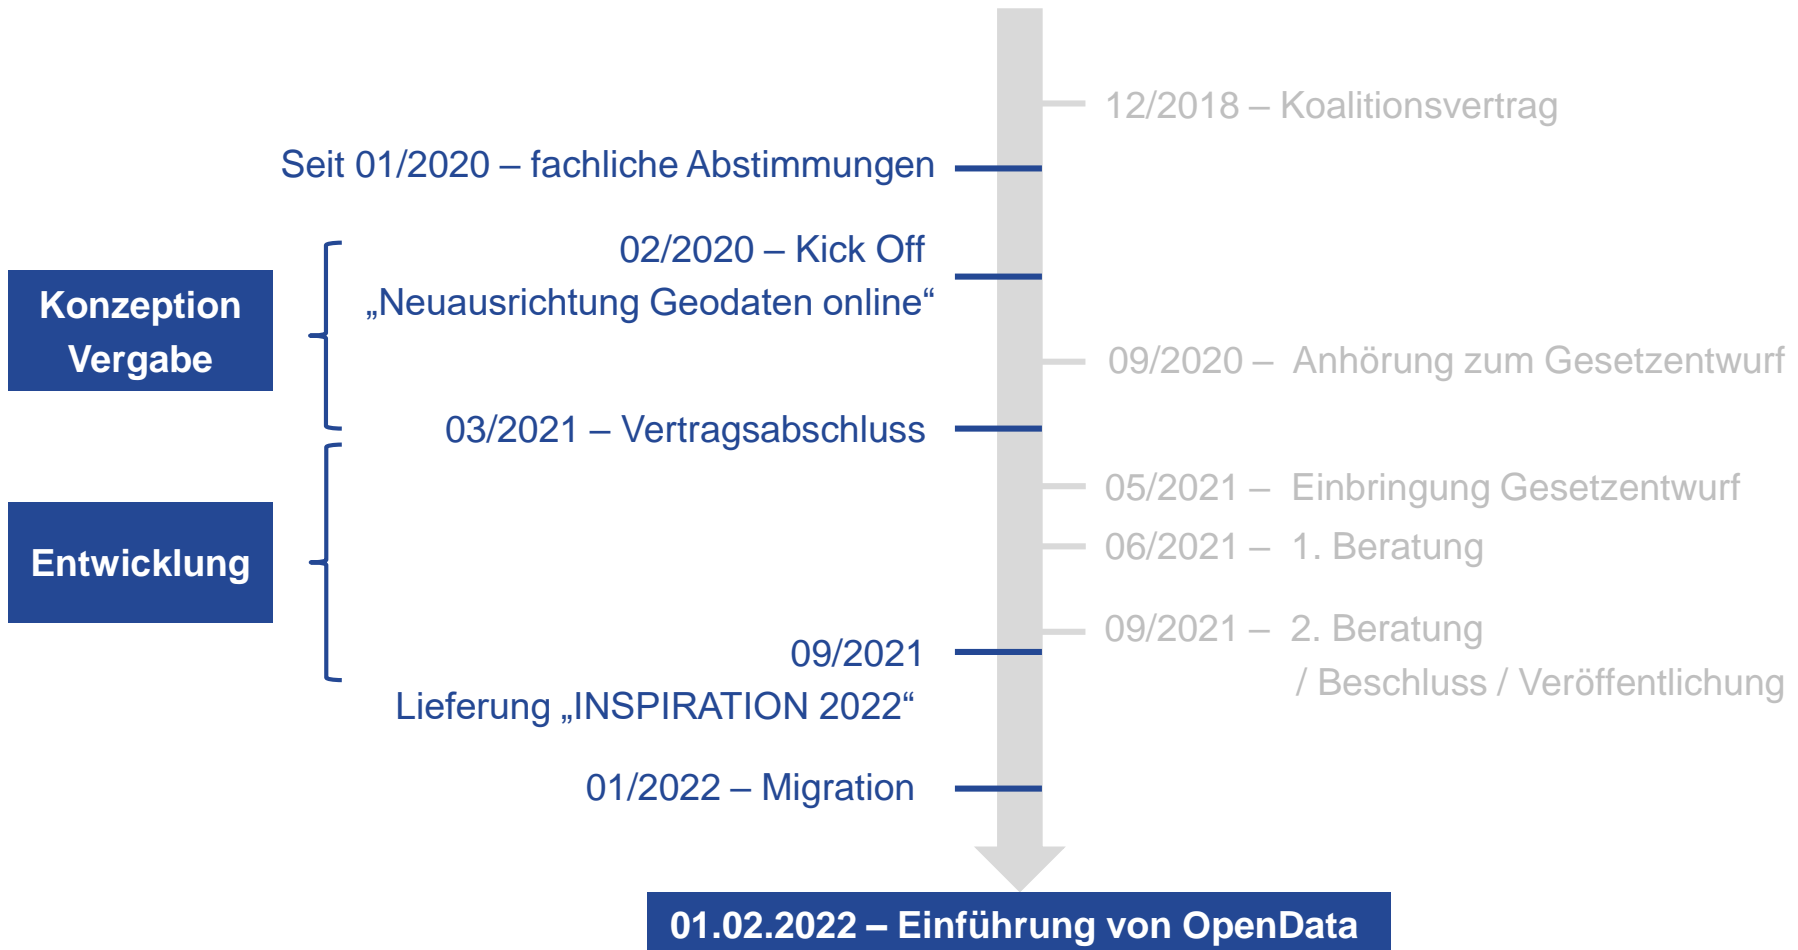 12/2018 – Koalitionsvertrag
Seit 01/2020 – fachliche Abstimmungen
02/2020 – Kick Off
„Neuausrichtung Geodaten online“
Konzeption
Vergabe
09/2020 – Anhörung zum Gesetzentwurf
03/2021 – Vertragsabschluss
05/2021 – Einbringung Gesetzentwurf
06/2021 – 1. Beratung
Entwicklung
09/2021 – 2. Beratung
/ Beschluss / Veröffentlichung
09/2021
Lieferung „INSPIRATION 2022“
01/2022 – Migration
01.02.2022 – Einführung von OpenData